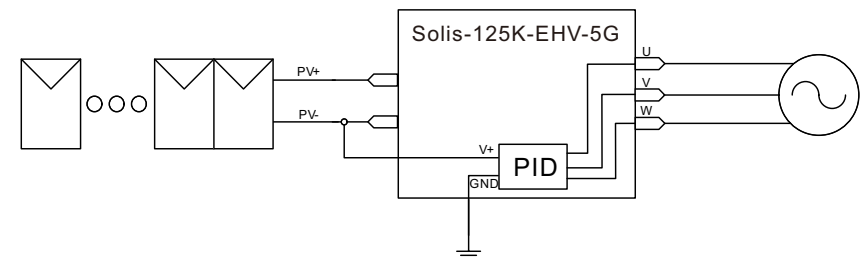 Solis-125K-EHV-5G
U
PV+
V
PV-
W
V+
PID
GND